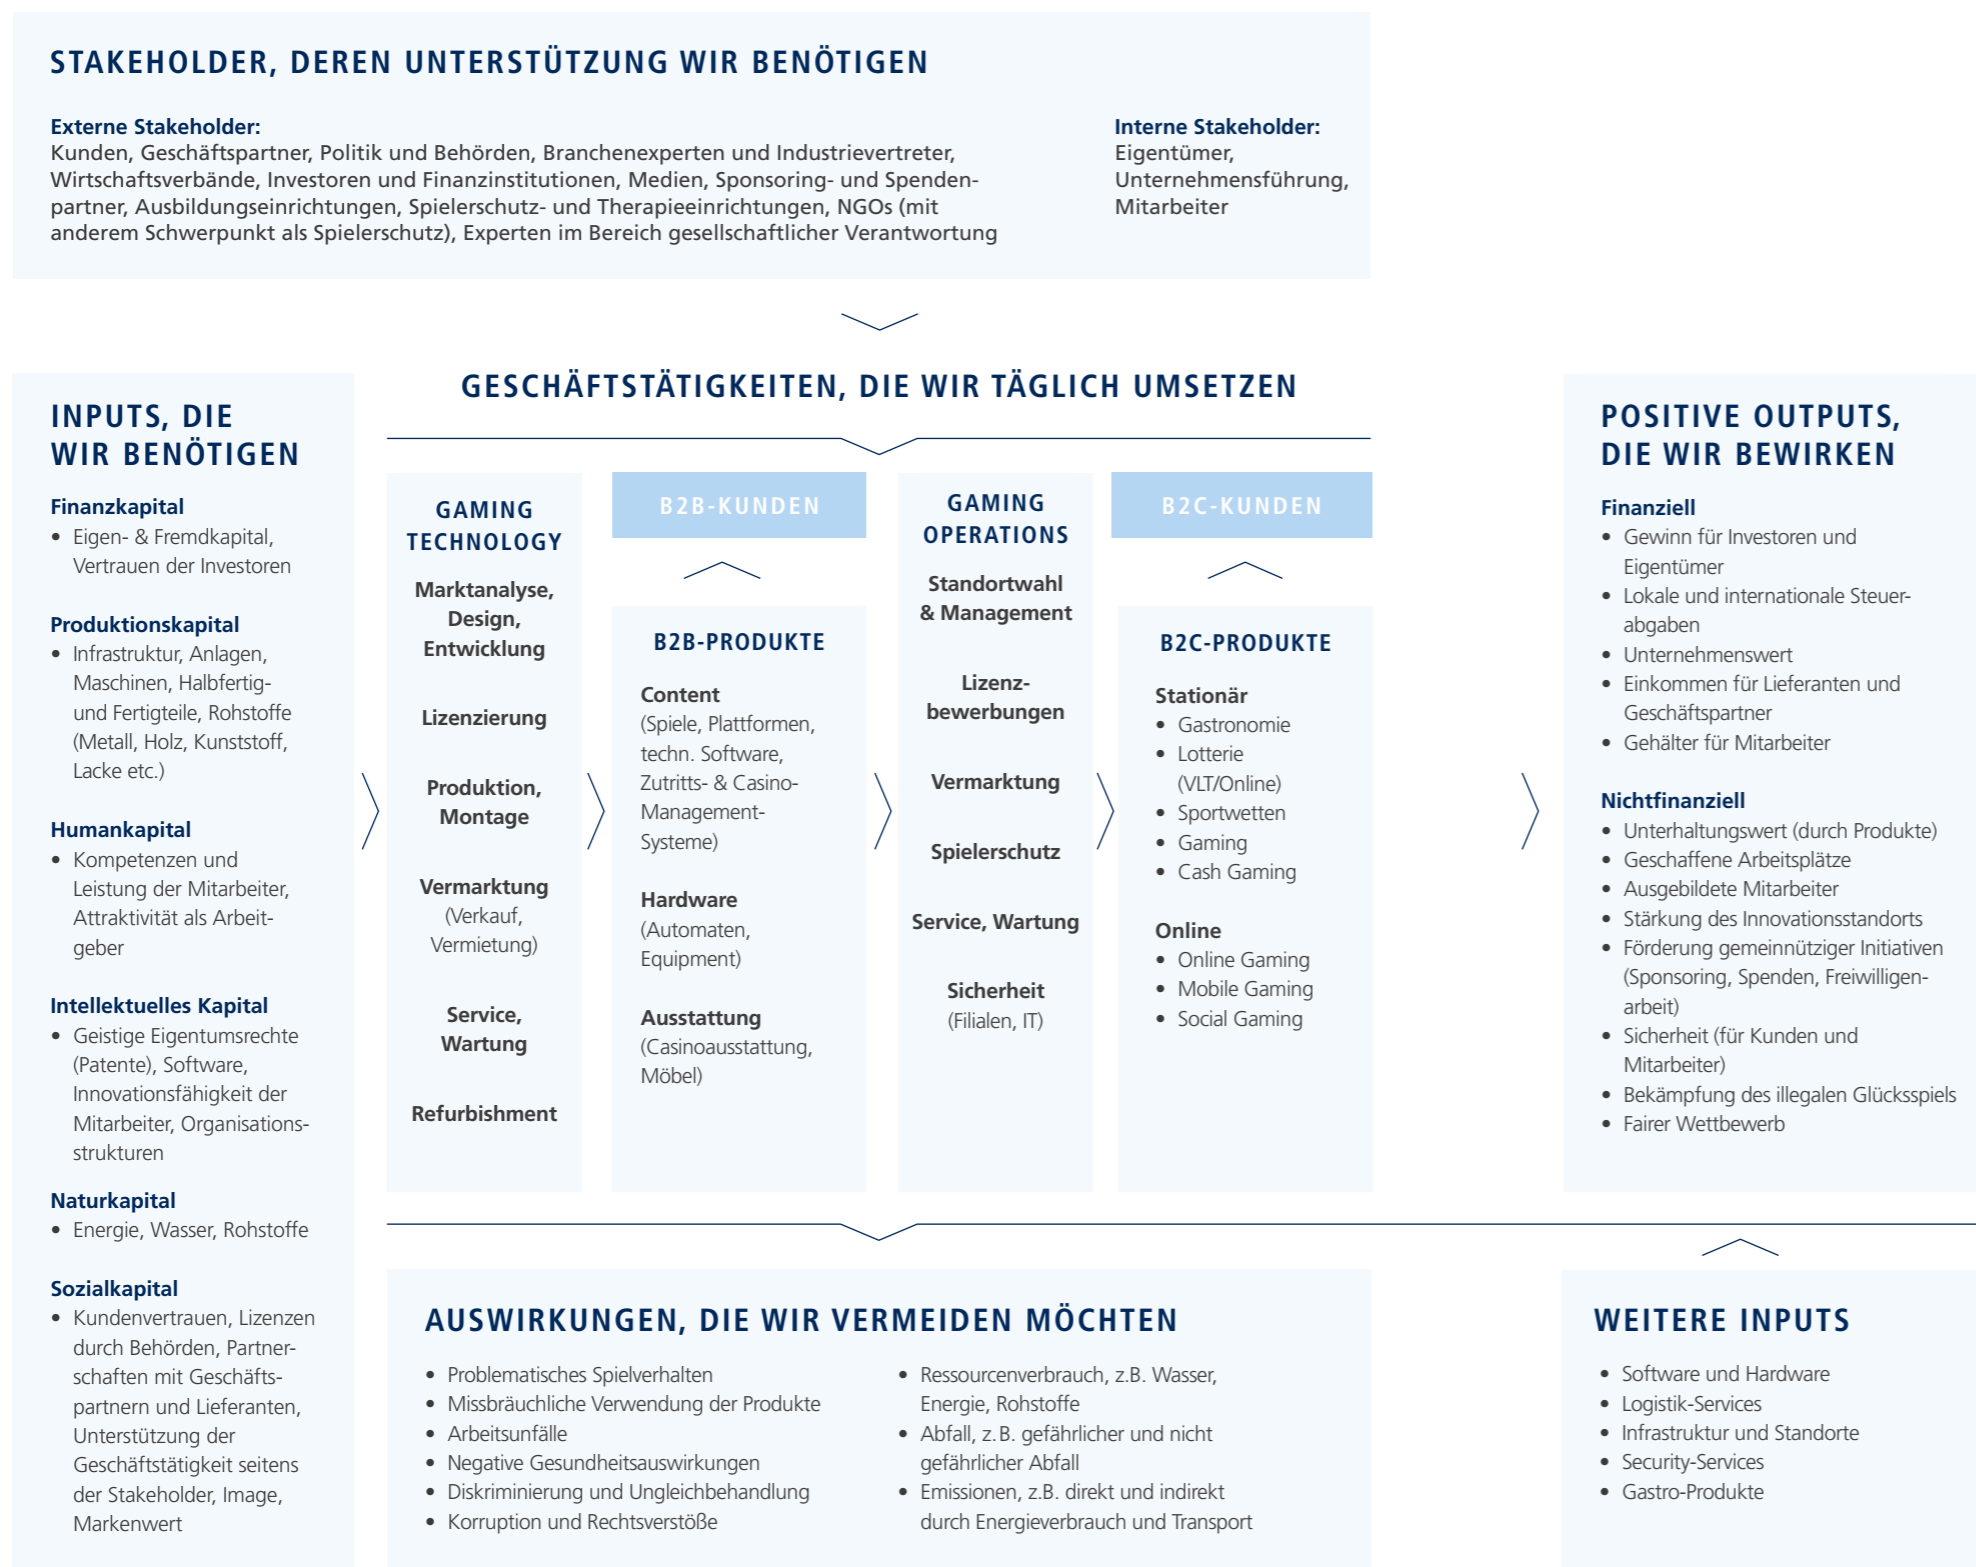 STAKEHOLDER, DEREN UNTERSTÜTZUNG WIR BENÖTIGEN
Externe Stakeholder:
Kunden, Geschäftspartner, Politik und Behörden, Branchenexperten und Industrievertreter,
Wirtschaftsverbände, Investoren und Finanzinstitutionen, Medien, Sponsoring- und Spenden-
partner, Ausbildungseinrichtungen, Spielerschutz- und Therapieeinrichtungen, NGOs (mit
anderem Schwerpunkt als Spielerschutz), Experten im Bereich gesellschaftlicher Verantwortung
Interne Stakeholder:
Eigentümer,
Unternehmensführung,
Mitarbeiter
INPUTS, DIE
WIR BENÖTIGEN
Finanzkapital
• Eigen- & Fremdkapital,
Vertrauen der Investoren
Produktionskapital
• Infrastruktur, Anlagen,
Maschinen, Halbfertig-
und Fertigteile, Rohstoffe
(Metall, Holz, Kunststoff,
Lacke etc.)
Humankapital
• Kompetenzen und
Leistung der Mitarbeiter,
Attraktivität als Arbeit-
geber
Intellektuelles Kapital
• Geistige Eigentumsrechte
(Patente), Software,
Innovationsfähigkeit der
Mitarbeiter, Organisations-
strukturen
Naturkapital
• Energie, Wasser, Rohstoffe
Sozialkapital
• Kundenvertrauen, Lizenzen
durch Behörden, Partner-
schaften mit Geschäfts-
partnern und Lieferanten,
Unterstützung der
Geschäftstätigkeit seitens
der Stakeholder, Image,
Markenwert
GESCHÄFTSTÄTIGKEITEN, DIE WIR TÄGLICH UMSETZEN
GAMING
TECHNOLOGY
Marktanalyse,
Design,
Entwicklung
Lizenzierung
Produktion,
Montage
Vermarktung
(Verkauf,
Vermietung)
Service,
Wartung
Refurbishment
B2B-KUNDEN
B2B-PRODUKTE
Content
(Spiele, Plattformen,
techn. Software,
Zutritts- & Casino-
Management-
Systeme)
Hardware
(Automaten,
Equipment)
Ausstattung
(Casinoausstattung,
Möbel)
GAMING
OPERATIONS
Standortwahl
& Management
Lizenz-
bewerbungen
Vermarktung
Spielerschutz
Service, Wartung
Sicherheit
(Filialen, IT)
B2C-KUNDEN
B2C-PRODUKTE
Stationär
• Gastronomie
• Lotterie
(VLT/Online)
• Sportwetten
• Gaming
• Cash Gaming
Online
• Online Gaming
• Mobile Gaming
• Social Gaming
POSITIVE OUTPUTS,
DIE WIR BEWIRKEN
Finanziell
• Gewinn für Investoren und
Eigentümer
• Lokale und internationale Steuer-
abgaben
• Unternehmenswert
• Einkommen für Lieferanten und
Geschäftspartner
• Gehälter für Mitarbeiter
Nichtfinanziell
• Unterhaltungswert (durch Produkte)
• Geschaffene Arbeitsplätze
• Ausgebildete Mitarbeiter
• Stärkung des Innovationsstandorts
• Förderung gemeinnütziger Initiativen
(Sponsoring, Spenden, Freiwilligen-
arbeit)
• Sicherheit (für Kunden und
Mitarbeiter)
• Bekämpfung des illegalen Glücksspiels
• Fairer Wettbewerb
AUSWIRKUNGEN, DIE WIR VERMEIDEN MÖCHTEN
• Problematisches Spielverhalten
• Missbräuchliche Verwendung der Produkte
• Arbeitsunfälle
• Negative Gesundheitsauswirkungen
• Diskriminierung und Ungleichbehandlung
• Korruption und Rechtsverstöße
• Ressourcenverbrauch, z.B. Wasser,
Energie, Rohstoffe
• Abfall, z.B. gefährlicher und nicht
gefährlicher Abfall
• Emissionen, z.B. direkt und indirekt
durch Energieverbrauch und Transport
WEITERE INPUTS
• Software und Hardware
• Logistik-Services
• Infrastruktur und Standorte
• Security-Services
• Gastro-Produkte